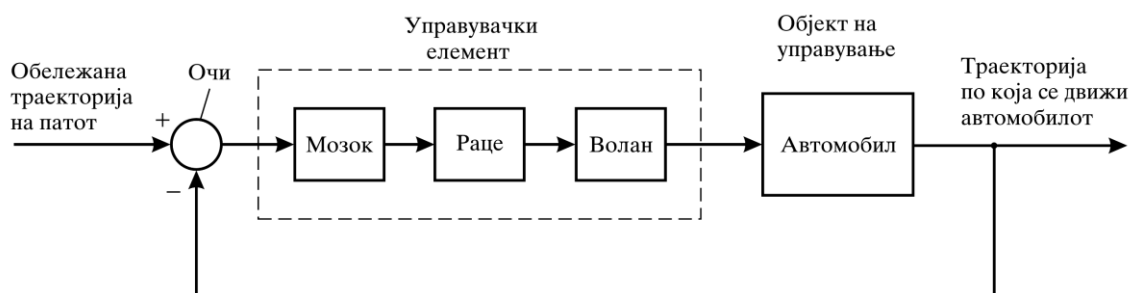 Обележана
траекторија
на патот
+
−
Очи
Управувачки
елемент
Мозок
Раце
Волан
Објект на
управување
Автомобил
Траекторија
по која се движи
автомобилот